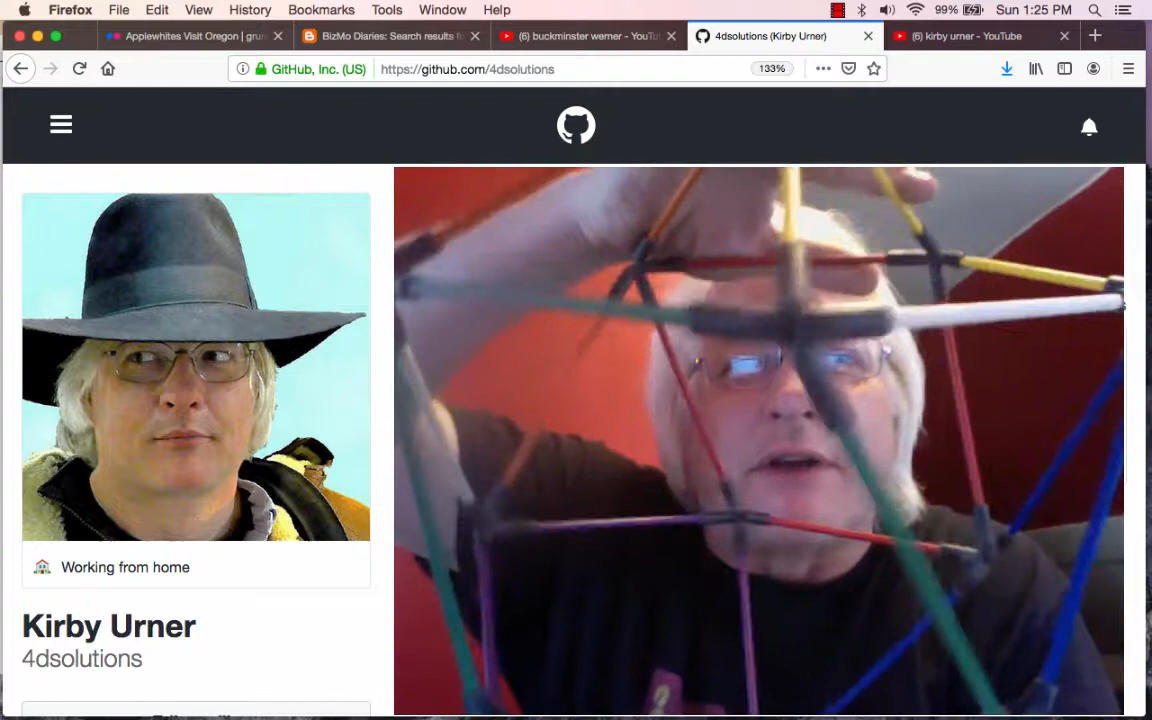 Firefox File Edit View History Bookmarks Tools Window Help 99% Sun 1:25 PM
Applewhites Visit Oregon | grun
BizMo Diaries: Search results f
(6) buckminster werner - YouTu
4dsolutions (Kirby Urner)
(6) kirby urner - YouTube
GitHub, Inc. (US) https://github.com/4dsolutions 133%
Working from home
Kirby Urner
4dsolutions